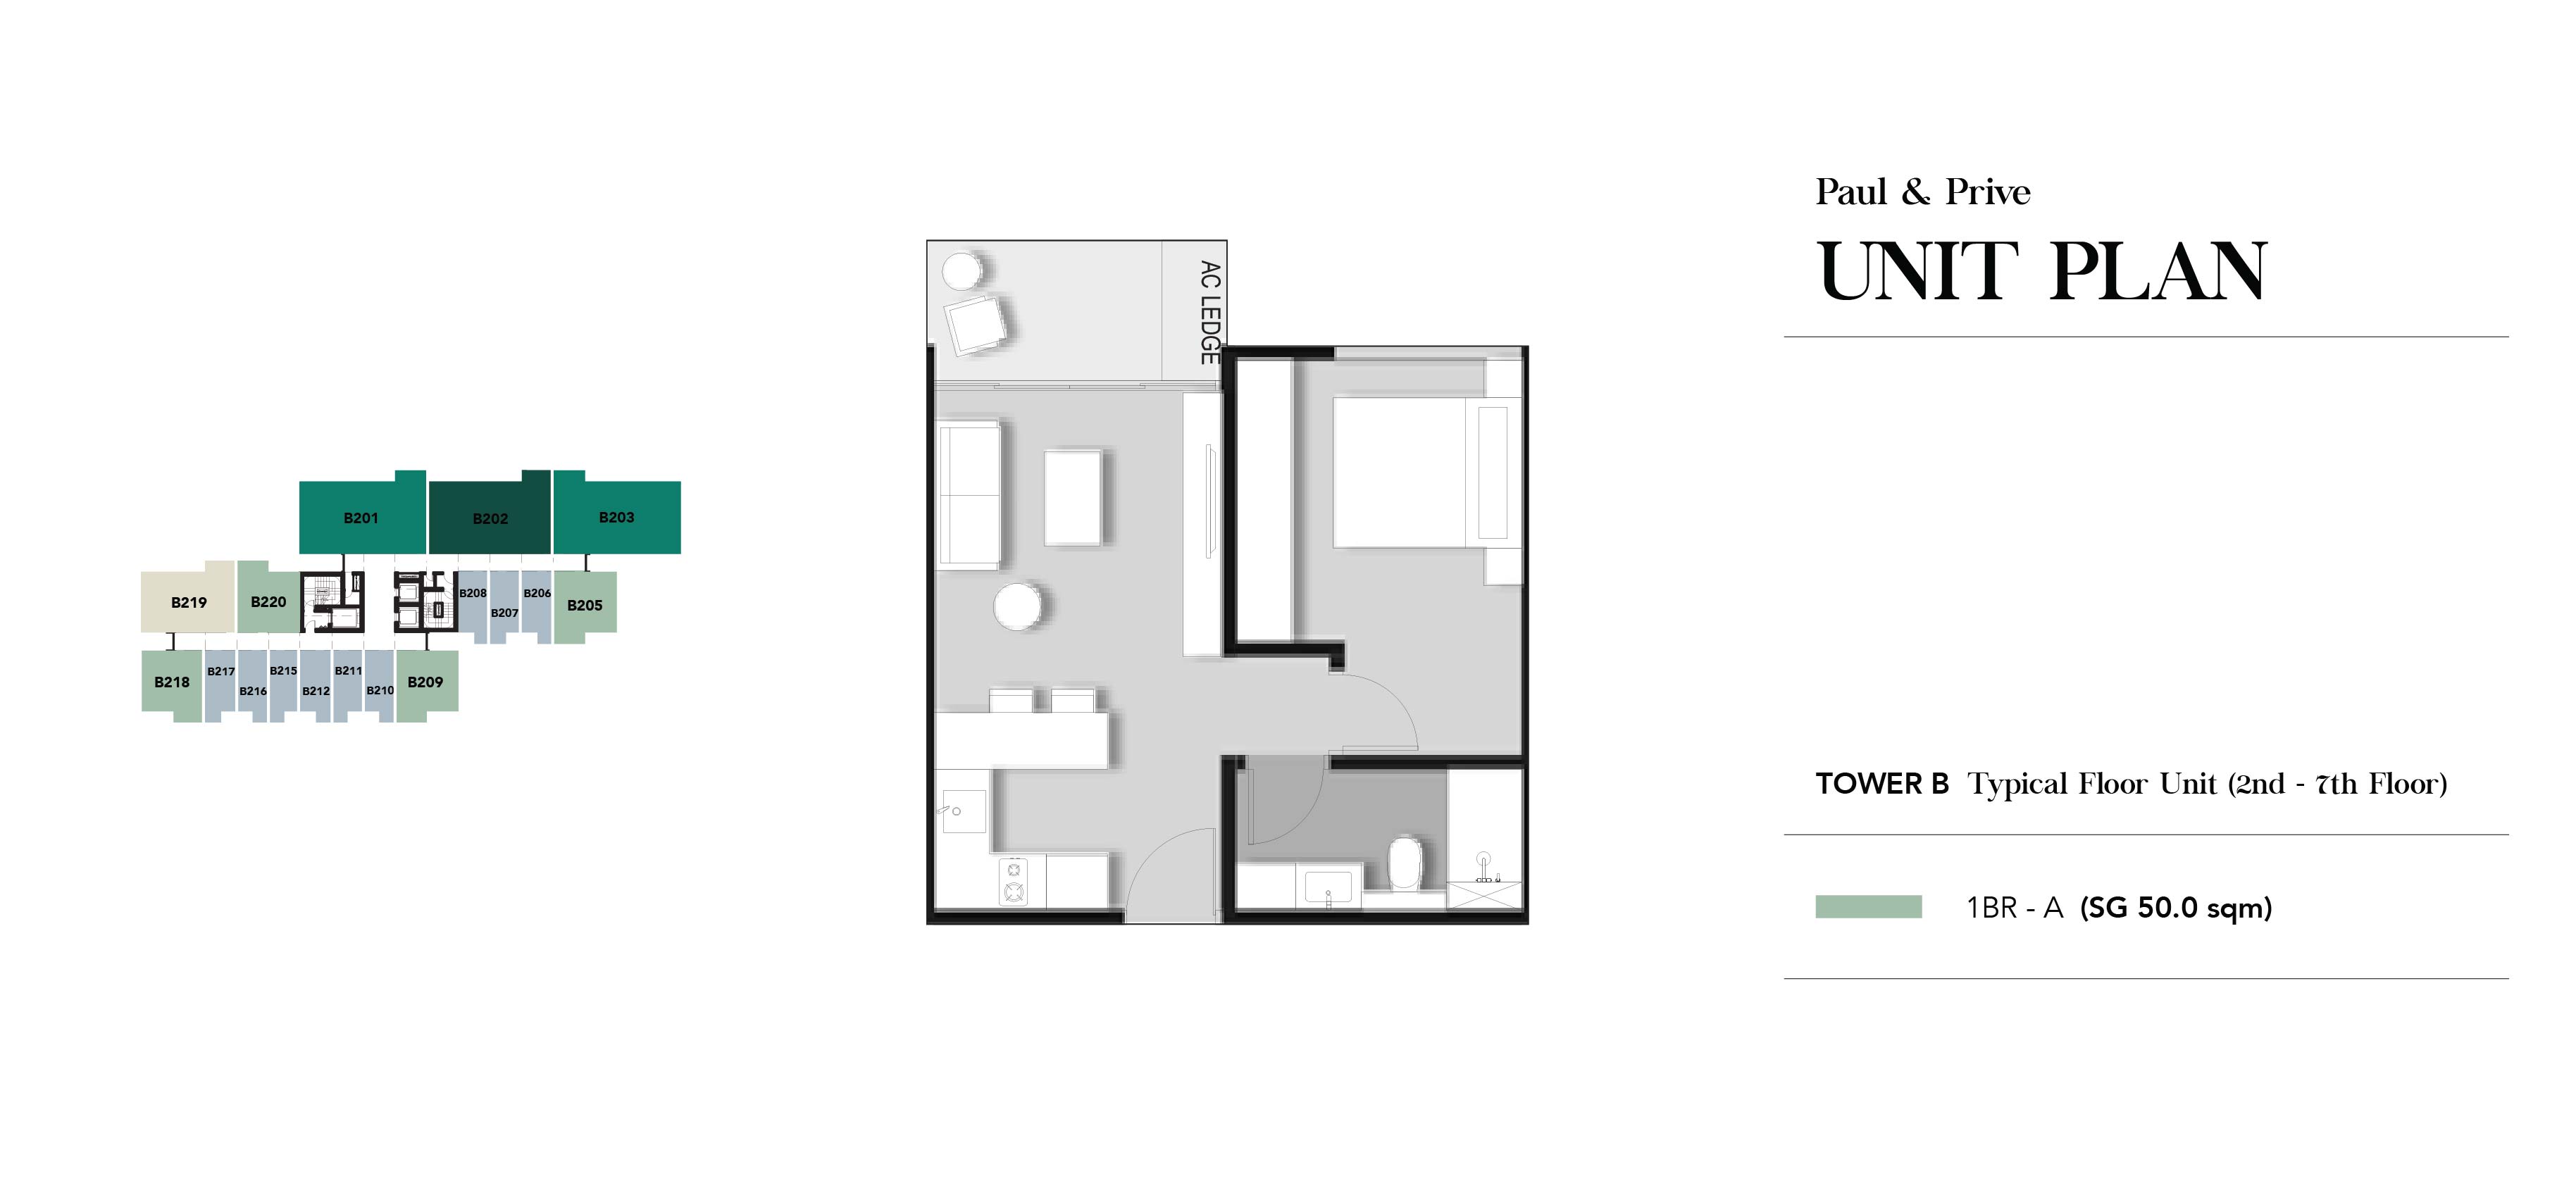 Paul & Prive
UNIT PLAN
AC LEDGE
B201
B202
B203
B219
B220
B208
B207
B206
B205
B218
B217
B216
B215
B212
B211
B210
B209
TOWER B Typical Floor Unit (2nd - 7th Floor)
1BR - A (SG 50.0 sqm)